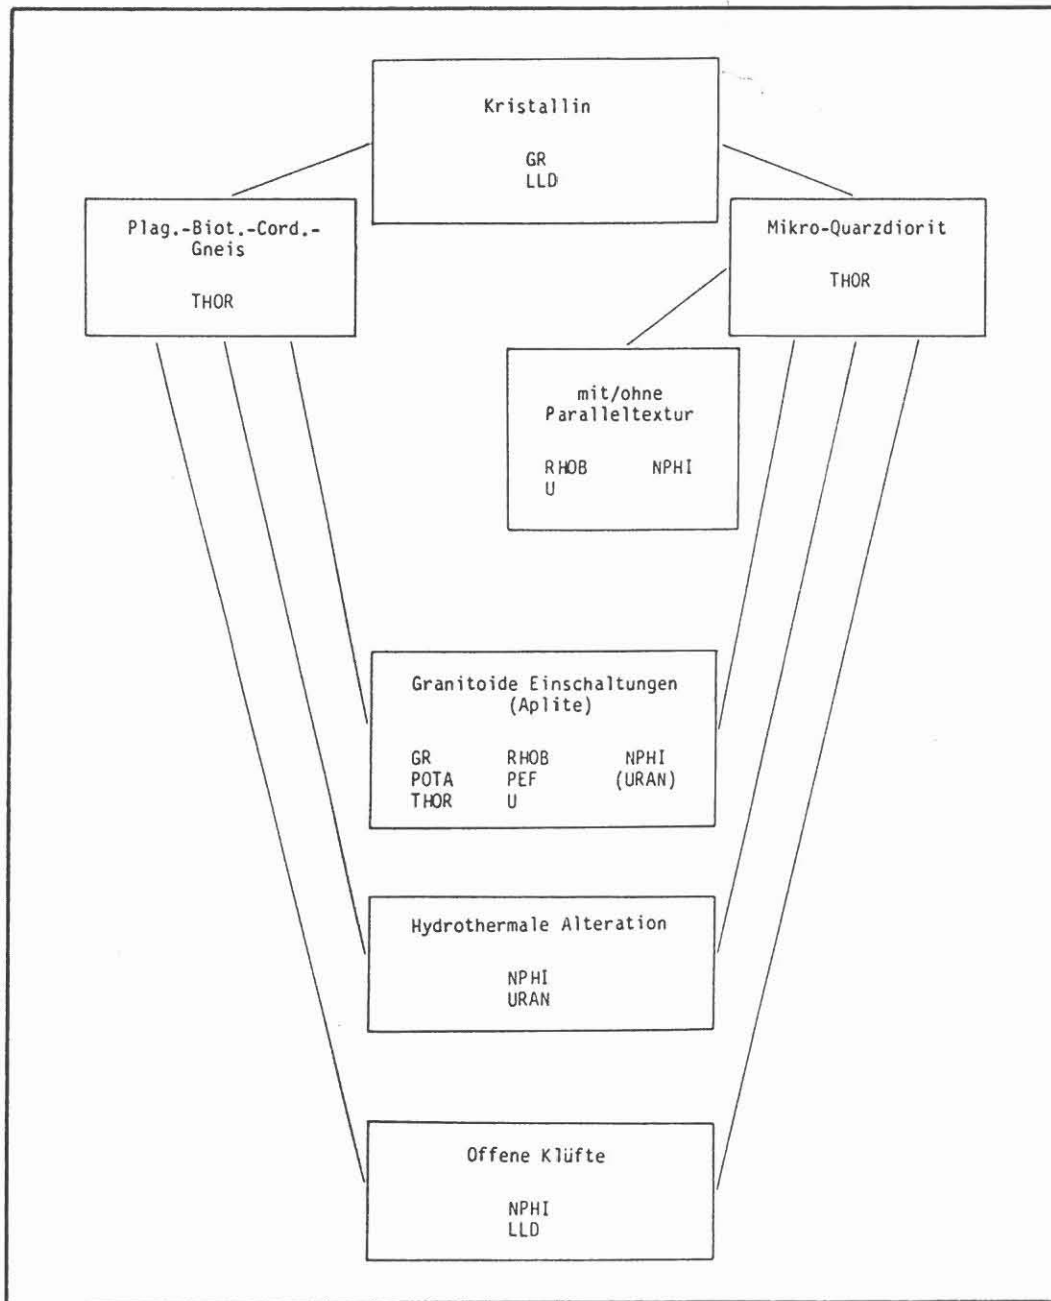 Kristallin
GR
LLD
Plag.-Biot.-Cord.-
Gneis
THOR
Mikro-Quarzdiorit
THOR
mit/ohne
Paralleltextur
RHOB NPHI
U
Granitoide Einschaltungen
(Aplite)
GR RHOB NPHI
POTA PEF (URAN)
THOR U
Hydrothermale Alteration
NPHI
URAN
Offene Klüfte
NPHI
LLD